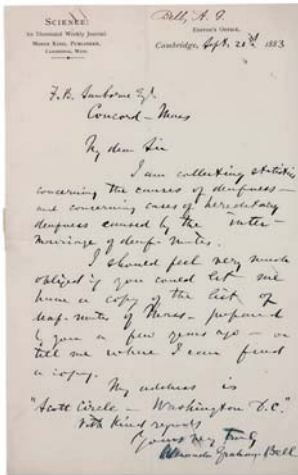 Bell, A. G.
SCIENCE:
An Illustrated Weekly Journal.
MOSES KING, PUBLISHER,
CAMBRIDGE, MASS.
EDITOR'S OFFICE,
Cambridge, Sept. 1883
F. B. Sanborn Esq.
Concord – Mass
My dear Sir
I am collecting statistics
concerning the causes of deafness –
and concerning cases of hereditary
deafness caused by the inter-
marriage of deaf-mutes.
I should feel very much
obliged if you could let me
have a copy of the list of
deaf-mutes of Mass – prepared
by you a few years ago – or
tell me where I can find
a copy.
My address is
"Scott Circle – Washington D.C."
With kind regards
Yours very truly
Alexander Graham Bell